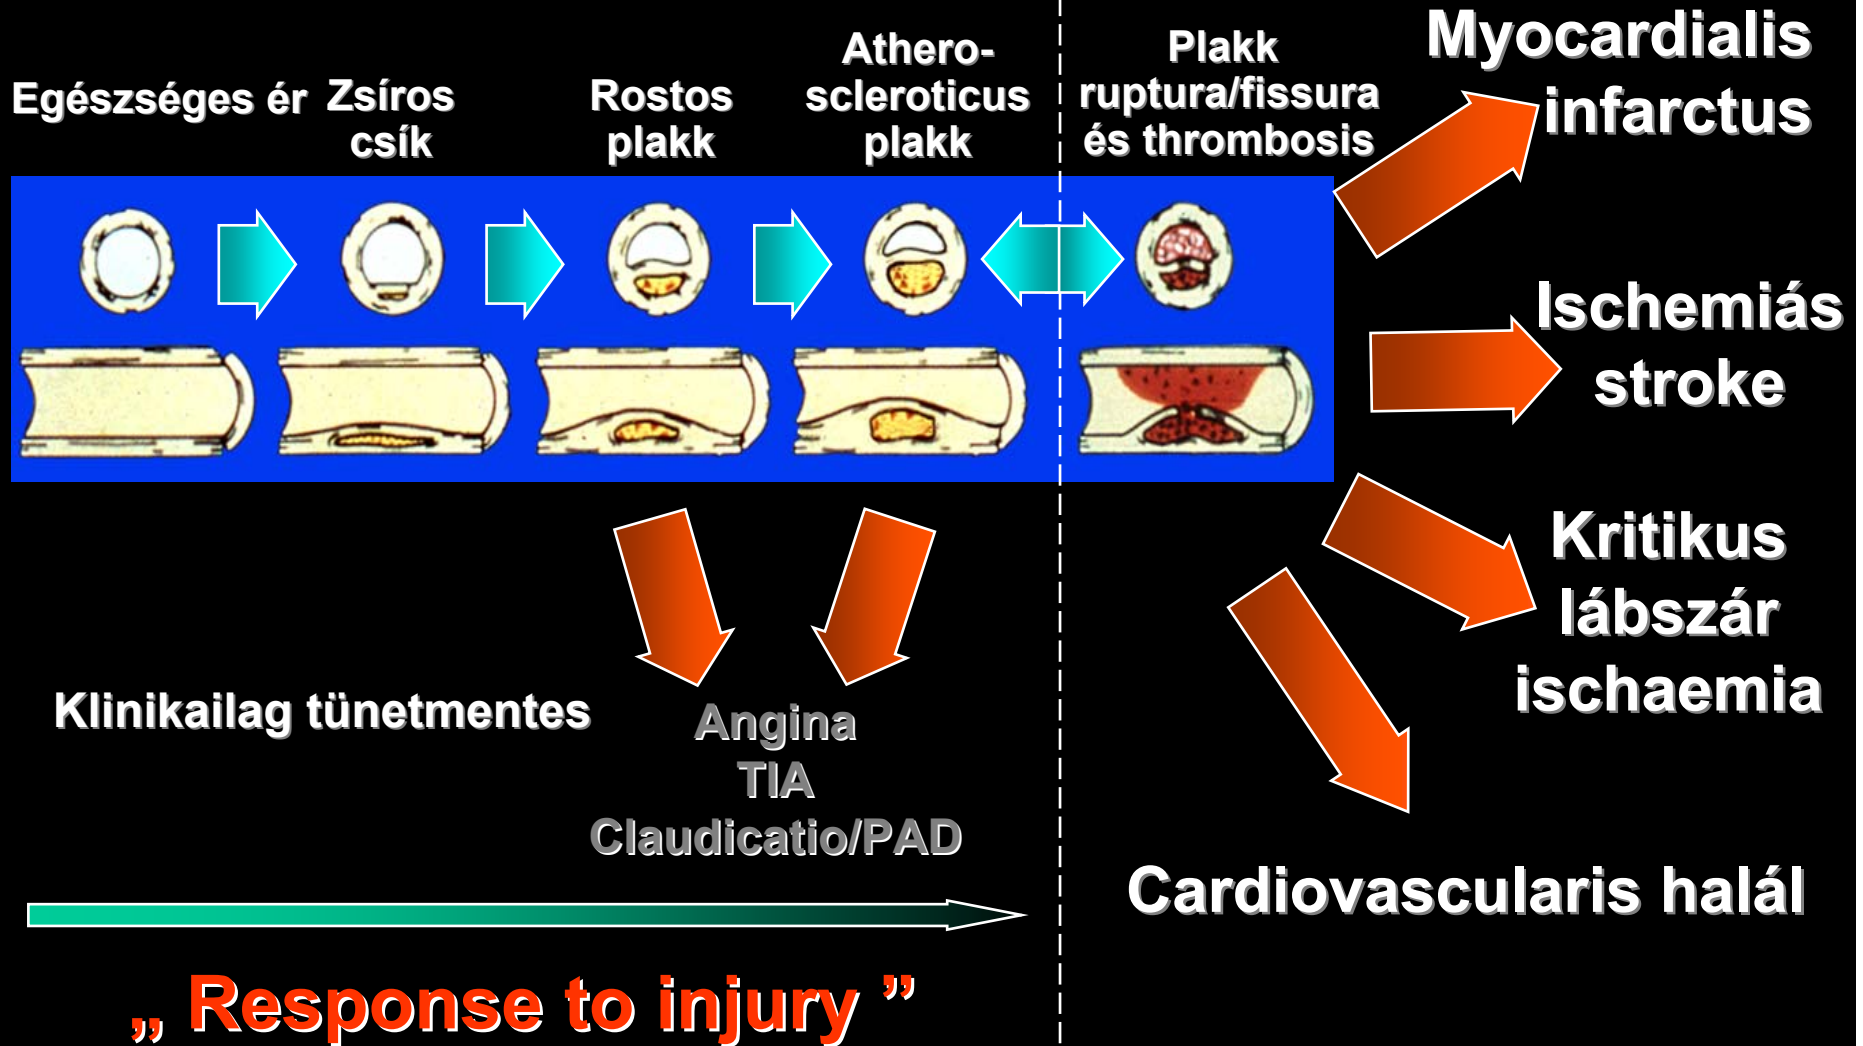 Egészséges ér
Zsíros
csík
Rostos
plakk
Athero-
scleroticus
plakk
Plakk
ruptura/fissura
és thrombosis
Myocardialis
infarctus
Ischemiás
stroke
Kritikus
lábszár
ischaemia
Klinikailag tünetmentes
Angina
TIA
Claudicatio/PAD
Cardiovascularis halál
„ Response to injury ”